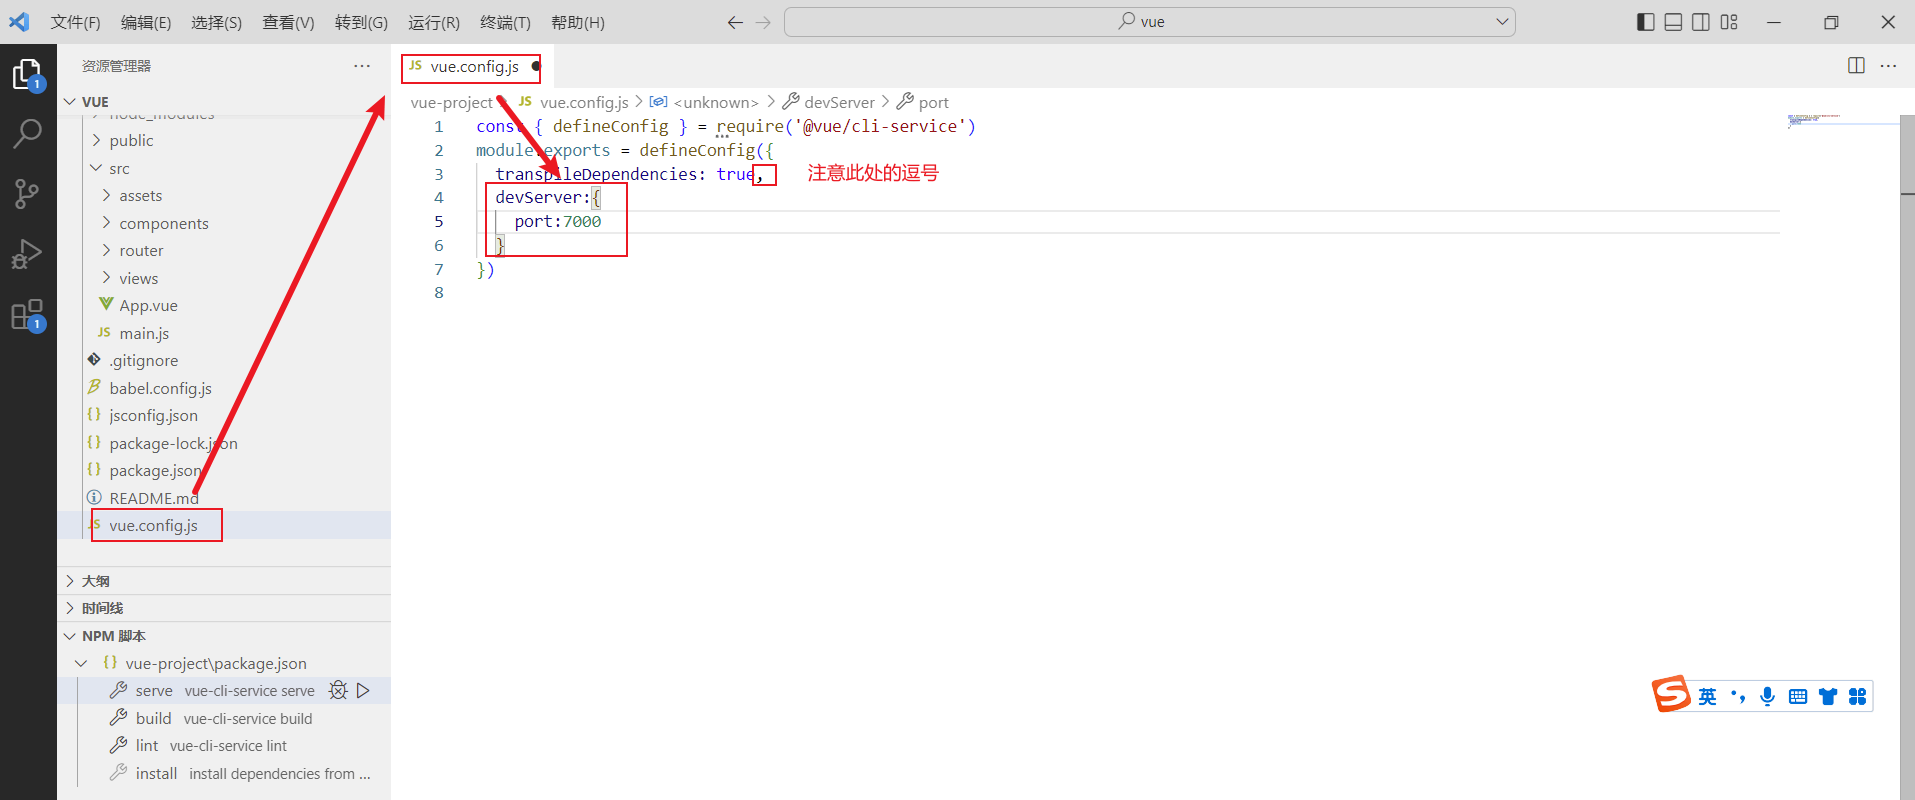 文件(F) 编辑(E) 选择(S) 查看(V) 转到(G) 运行(R) 终端(T) 帮助(H)
vue
资源管理器
VUE
node_modules
public
src
assets
components
router
views
App.vue
JS main.js
.gitignore
babel.config.js
{} jsconfig.json
{} package-lock.json
{} package.json
README.md
JS vue.config.js
大纲
时间线
NPM 脚本
{} vue-project\package.json
serve vue-cli-service serve
build vue-cli-service build
lint vue-cli-service lint
install install dependencies from ...
1
1
JS vue.config.js
vue-project > JS vue.config.js > <unknown> > devServer > port
1 const { defineConfig } = require('@vue/cli-service')
2 module.exports = defineConfig({
3 transpileDependencies: true, 注意此处的逗号
4 devServer:{
5 port:7000
6 }
7 })
8
S 英